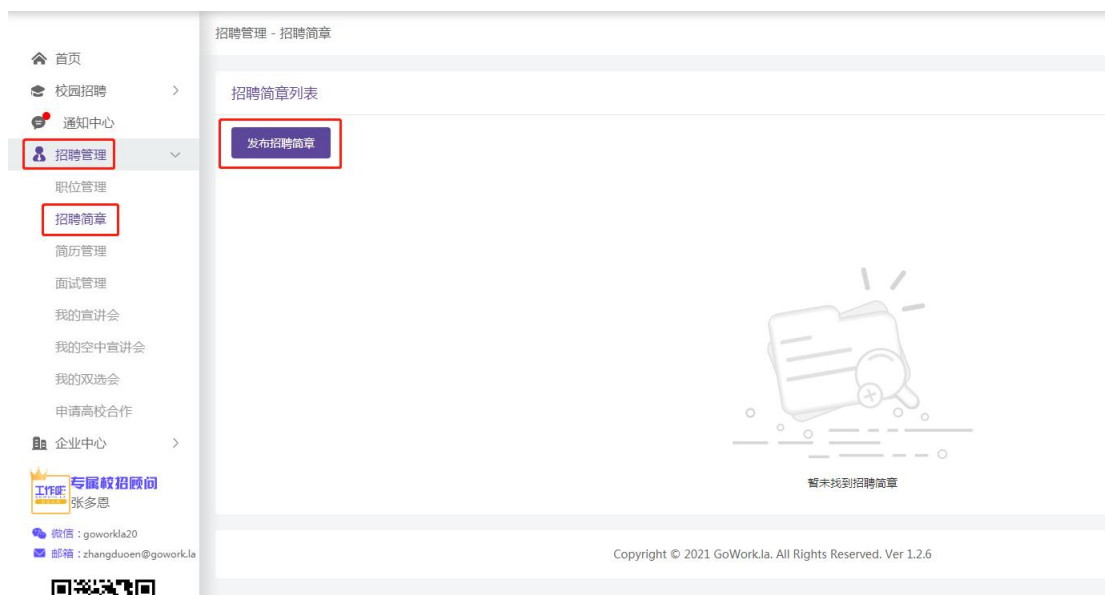 招聘管理 - 招聘简章
首页
校园招聘
通知中心
招聘管理
职位管理
招聘简章
简历管理
面试管理
我的宣讲会
我的空中宣讲会
我的双选会
申请高校合作
企业中心
工作啦
专属校招顾问
张多恩
微信：goworkla20
邮箱：zhangduoen@gowork.la
招聘简章列表
发布招聘简章
暂未找到招聘简章
Copyright © 2021 GoWork.la. All Rights Reserved. Ver 1.2.6